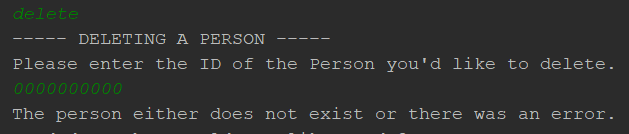 delete
----- DELETING A PERSON -----
Please enter the ID of the Person you'd like to delete.
0000000000
The person either does not exist or there was an error.